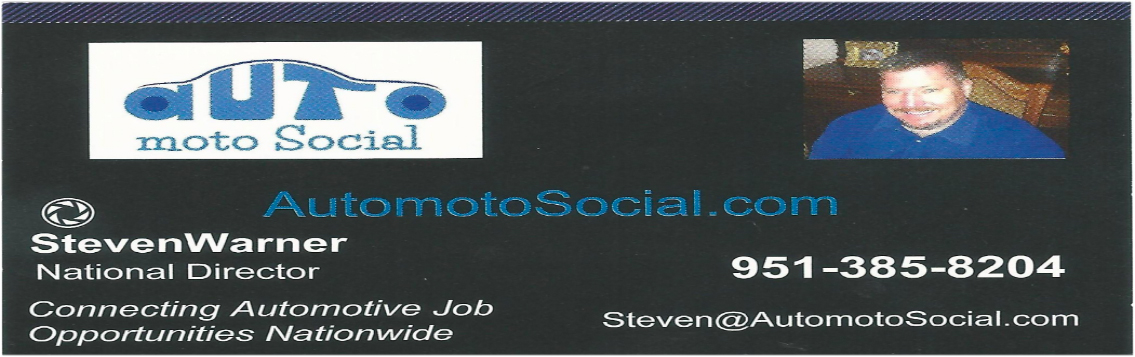 auto
moto Social
AutomotoSocial.com
StevenWarner
National Director
951-385-8204
Connecting Automotive Job
Opportunities Nationwide
Steven@AutomotoSocial.com